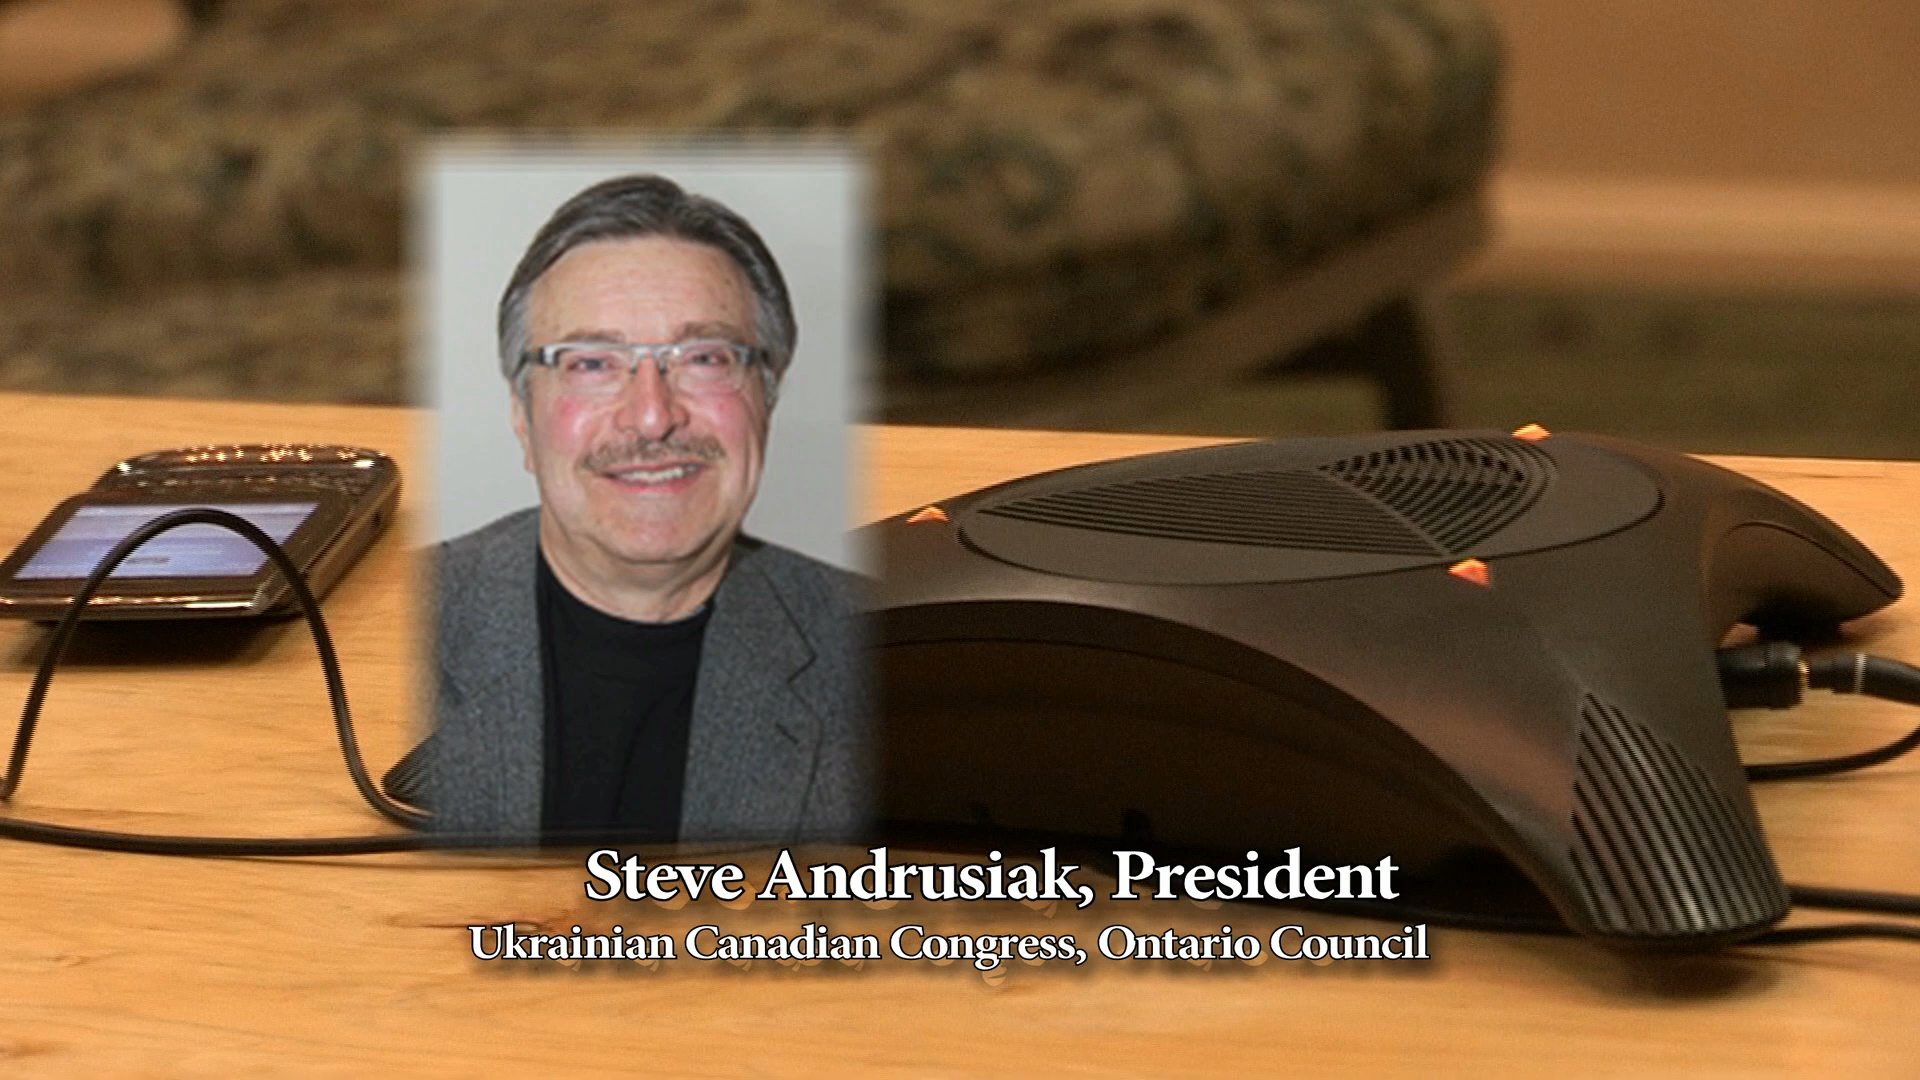 Steve Andrusiak, President
Ukrainian Canadian Congress, Ontario Council